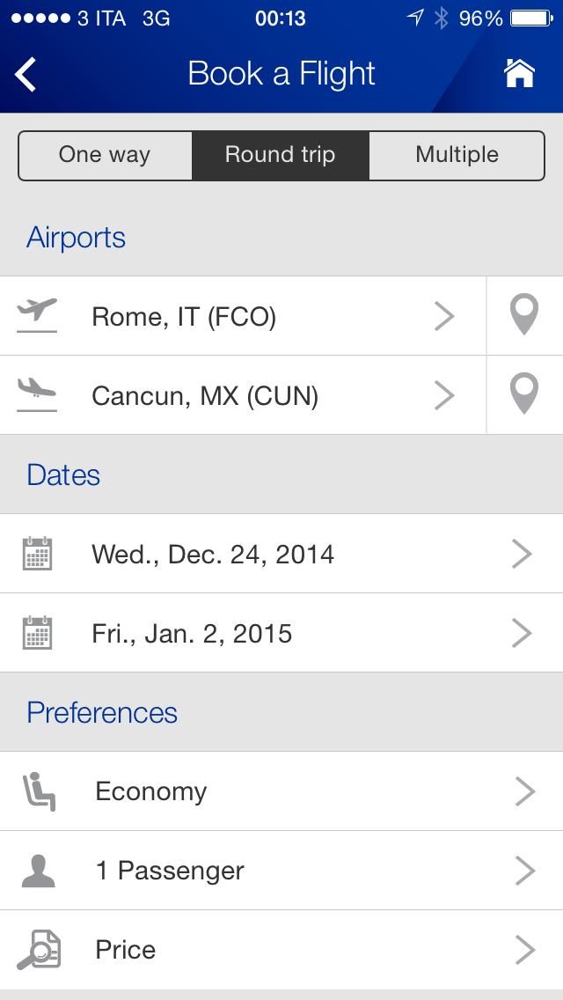 3 ITA 3G 00:13 96%
Book a Flight
One way Round trip Multiple
Airports
Rome, IT (FCO)
Cancun, MX (CUN)
Dates
Wed., Dec. 24, 2014
Fri., Jan. 2, 2015
Preferences
Economy
1 Passenger
Price